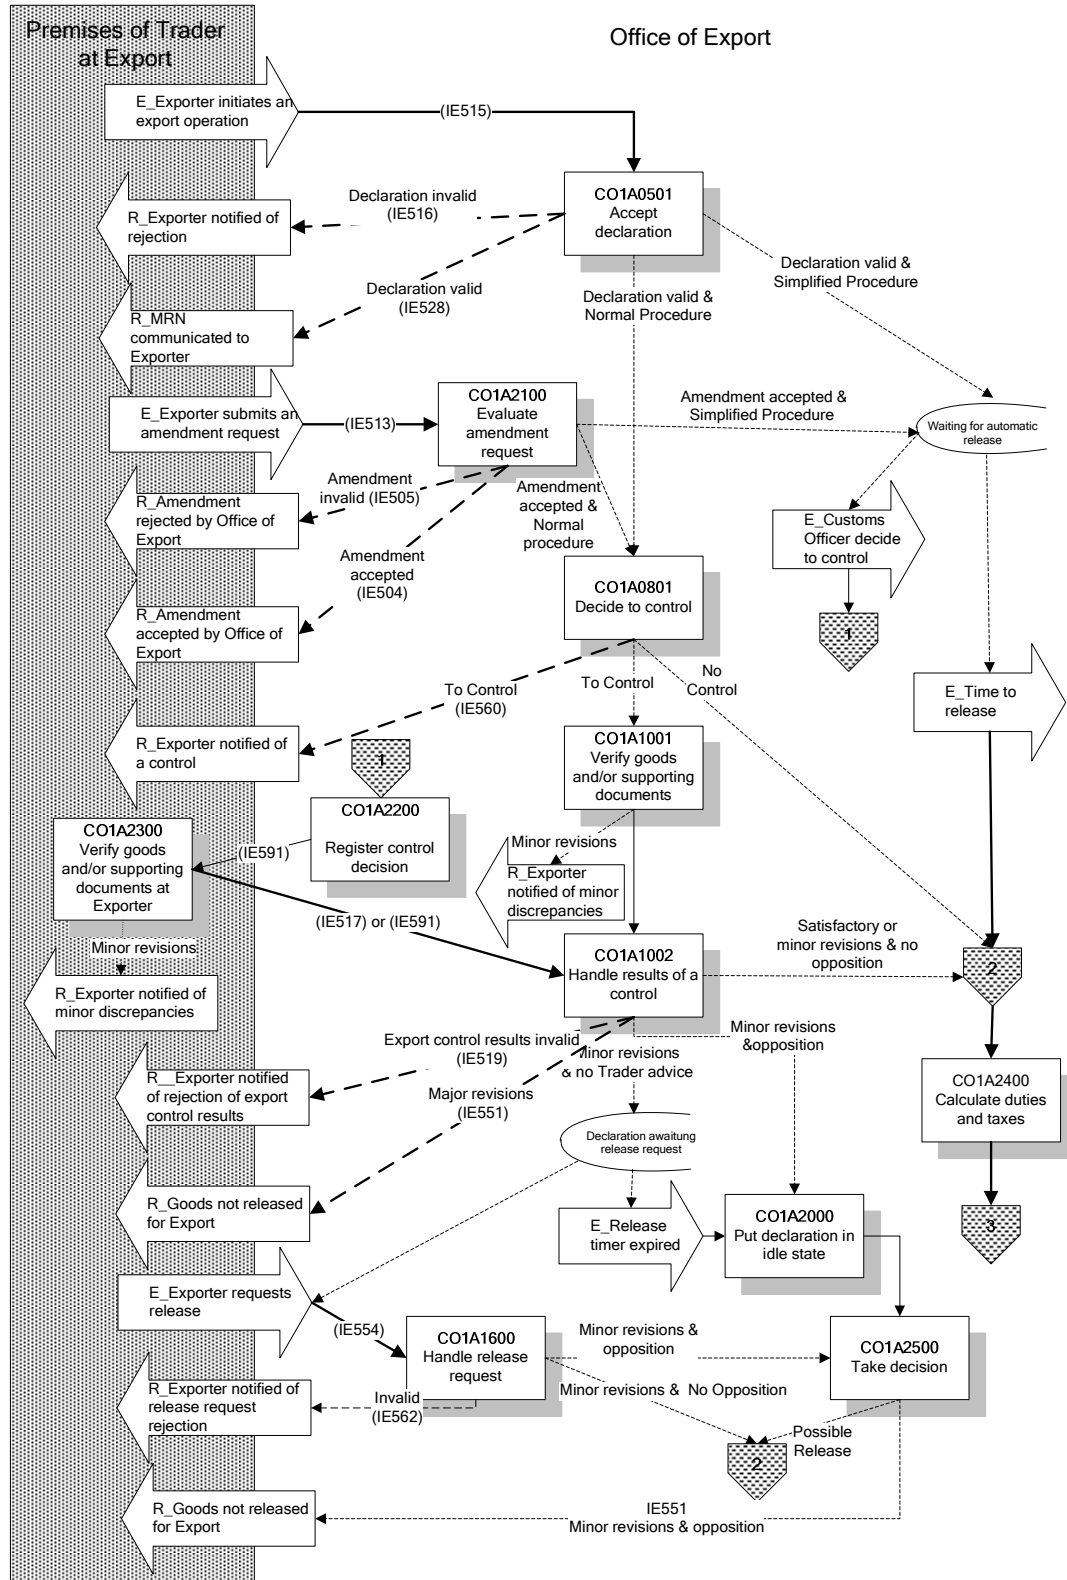 Premises of Trader
at Export
Office of Export
E_Exporter initiates an
export operation
(IE515)
CO1A0501
Accept
declaration
Declaration invalid
(IE516)
R_Exporter notified of
rejection
Declaration valid &
Simplified Procedure
Declaration valid
(IE528)
Declaration valid &
Normal Procedure
R_MRN
communicated to
Exporter
E_Exporter submits an
amendment request
(IE513)
CO1A2100
Evaluate
amendment
request
Amendment accepted &
Simplified Procedure
Waiting for automatic
release
Amendment
invalid (IE505)
Amendment
accepted &
Normal
procedure
R_Amendment
rejected by Office of
Export
E_Customs
Officer decide
to control
Amendment
accepted
(IE504)
CO1A0801
Decide to control
R_Amendment
accepted by Office of
Export
1
To Control
(IE560)
To Control
No
Control
E_Time to
release
R_Exporter notified of
a control
1
CO1A1001
Verify goods
and/or supporting
documents
CO1A2200
Register control
decision
CO1A2300
Verify goods
and/or supporting
documents at
Exporter
(IE591)
Minor revisions
R_Exporter
notified of minor
discrepancies
(IE517) or (IE591)
Minor revisions
CO1A1002
Handle results of a
control
Satisfactory or
minor revisions & no
opposition
2
R_Exporter notified of
minor discrepancies
Export control results invalid
(IE519)
Minor revisions
&opposition
Minor revisions
& no Trader advice
R__Exporter notified
of rejection of export
control results
Major revisions
(IE551)
CO1A2400
Calculate duties
and taxes
Declaration awaitung
release request
R_Goods not released
for Export
E_Release
timer expired
CO1A2000
Put declaration in
idle state
3
E_Exporter requests
release
(IE554)
CO1A1600
Handle release
request
Minor revisions &
opposition
CO1A2500
Take decision
Minor revisions &  No Opposition
R_Exporter notified of
release request
rejection
Invalid
(IE562)
Possible
Release
2
R_Goods not released
for Export
IE551
Minor revisions & opposition